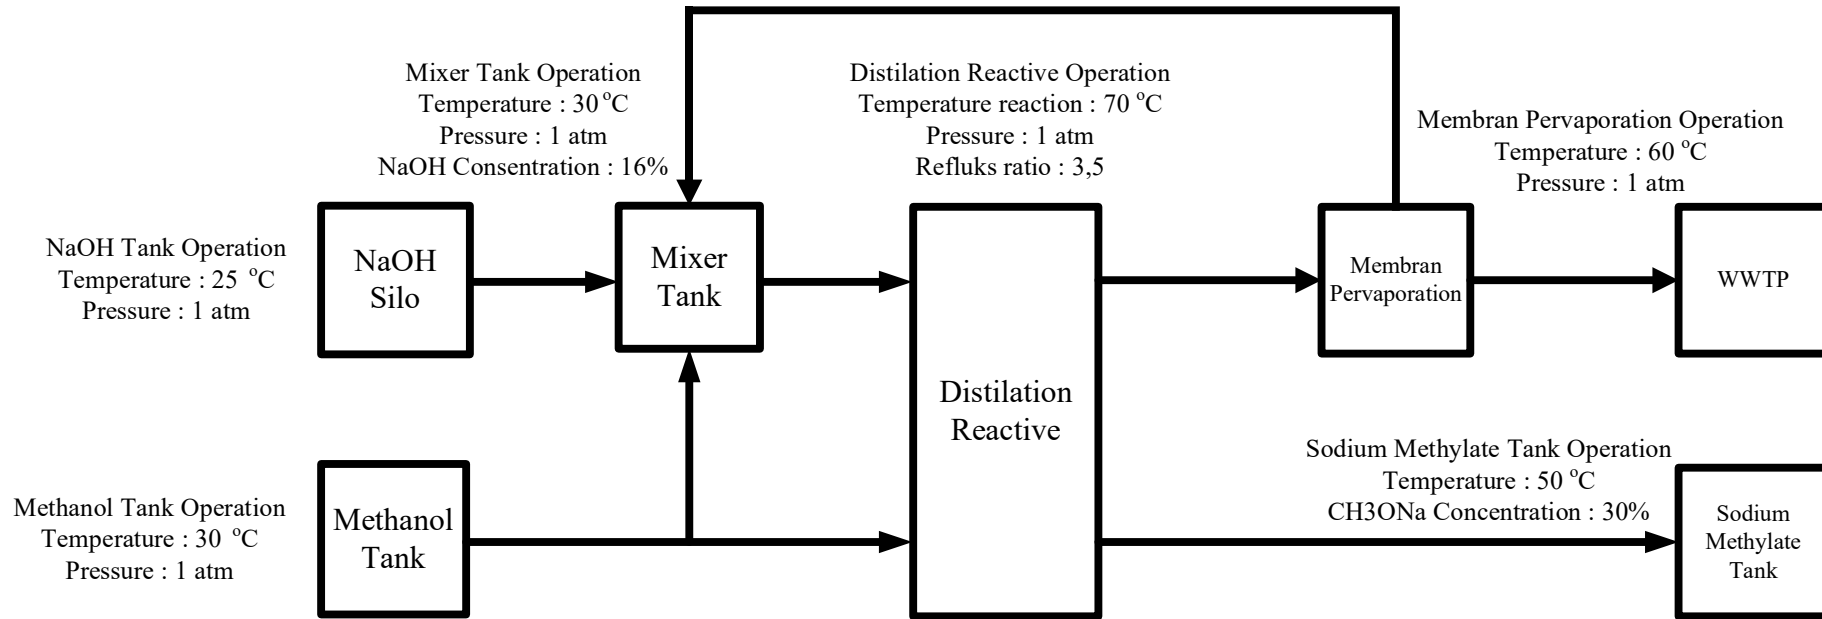 Mixer Tank Operation
Temperature : 30 °C
Pressure : 1 atm
NaOH Consentration : 16%
Distilation Reactive Operation
Temperature reaction : 70 °C
Pressure : 1 atm
Refluks ratio : 3,5
Membran Pervaporation Operation
Temperature : 60 °C
Pressure : 1 atm
NaOH Tank Operation
Temperature : 25 °C
Pressure : 1 atm
NaOH
Silo
Mixer
Tank
Membran
Pervaporation
WWTP
Distilation
Reactive
Sodium Methylate Tank Operation
Temperature : 50 °C
CH3ONa Concentration : 30%
Methanol Tank Operation
Temperature : 30 °C
Pressure : 1 atm
Methanol
Tank
Sodium
Methylate
Tank